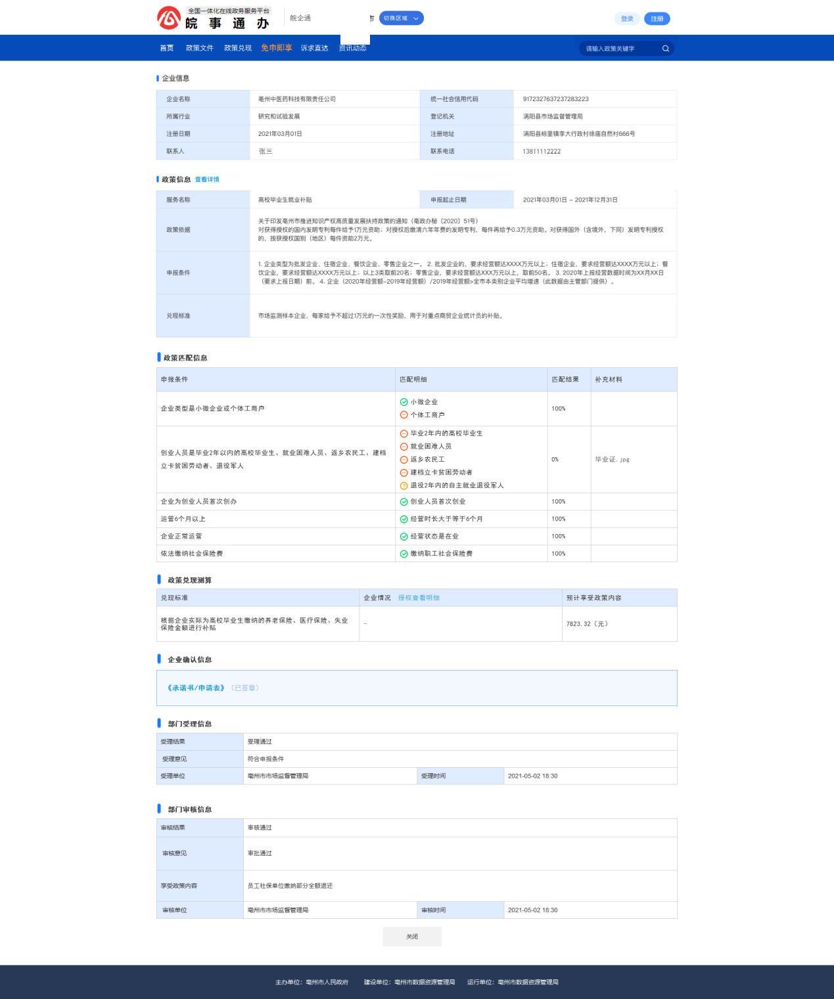 全国一体化在线政务服务平台
皖事通办
皖企通
切换区域
登录
注册
首页 政策文件 政策兑现 免申即享 诉求直达 资讯动态
请输入政策关键字
企业信息
企业名称 亳州中医药科技有限责任公司 统一社会信用代码 9172327637237283223
所属行业 研究和试验发展 登记机关 涡阳县市场监督管理局
注册日期 2021年03月01日 注册地址 涡阳县标里镇李大行政村徐庙自然村666号
联系人 张三 联系电话 13811112222
政策信息 查看详情
服务名称 高校毕业生就业补贴 申报起止日期 2021年03月01日 – 2021年12月31日
政策依据
关于印发亳州市推进知识产权高质量发展扶持政策的通知（亳政办秘〔2020〕51号）
对获得授权的国内发明专利每件给予1万元资助；对授权后缴清六年年费的发明专利，每件再给予0.3万元资助。对获得国外（含境外，下同）发明专利授权
的，按获授权国别（地区）每件资助2万元。
申报条件
1. 企业类型为批发企业、住宿企业、餐饮企业、零售企业之一。 2. 批发企业的，要求经营额达XXXX万元以上；住宿企业，要求经营额达XXXX万元以上；餐
饮企业，要求经营额达XXXX万元以上；以上3类取前20名；零售企业，要求经营额达XXX万元以上，取前50名。 3. 2020年上报经营数据时间为XX月XX日
（要求上报日期）前。 4. 企业（2020年经营额–2019年经营额）/2019年经营额>全市本类别企业平均增速（此数据由主管部门提供）。
兑现标准
市场监测样本企业，每家给予不超过1万元的一次性奖励，用于对重点商贸企业统计员的补贴。
政策匹配信息
申报条件 匹配明细 匹配结果 补充材料
企业类型是小微企业或个体工商户
小微企业
个体工商户
100%
创业人员是毕业2年以内的高校毕业生、就业困难人员、返乡农民工、建档
立卡贫困劳动者、退役军人
毕业2年内的高校毕业生
就业困难人员
返乡农民工
建档立卡贫困劳动者
退役2年内的自主就业退役军人
0%
毕业证.jpg
企业为创业人员首次创办 创业人员首次创业 100%
运营6个月以上 经营时长大于等于6个月 100%
企业正常运营 经营状态是在业 100%
依法缴纳社会保险费 缴纳职工社会保险费 100%
政策兑现测算
兑现标准 企业情况 授权查看明细 预计享受政策内容
根据企业实际为高校毕业生缴纳的养老保险、医疗保险、失业
保险金额进行补贴
–
7823.32（元）
企业确认信息
《承诺书/申请表》（已签章）
部门受理信息
受理结果 受理通过
受理意见 符合申报条件
受理单位 亳州市市场监督管理局 受理时间 2021-05-02 18:30
部门审核信息
审核结果 审核通过
审核意见 审批通过
享受政策内容 员工社保单位缴纳部分全额退还
审核单位 亳州市市场监督管理局 审核时间 2021-05-02 18:30
关闭
主办单位：亳州市人民政府 建设单位：亳州市数据资源管理局 运行单位：亳州市数据资源管理局